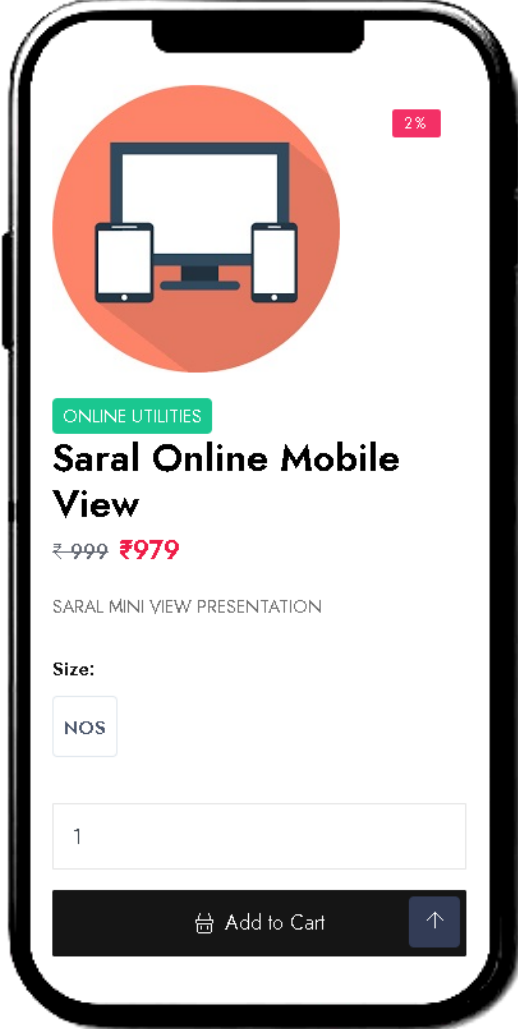 2%
ONLINE UTILITIES
Saral Online Mobile
View
₹ 999 ₹979
SARAL MINI VIEW PRESENTATION
Size:
NOS
1
Add to Cart